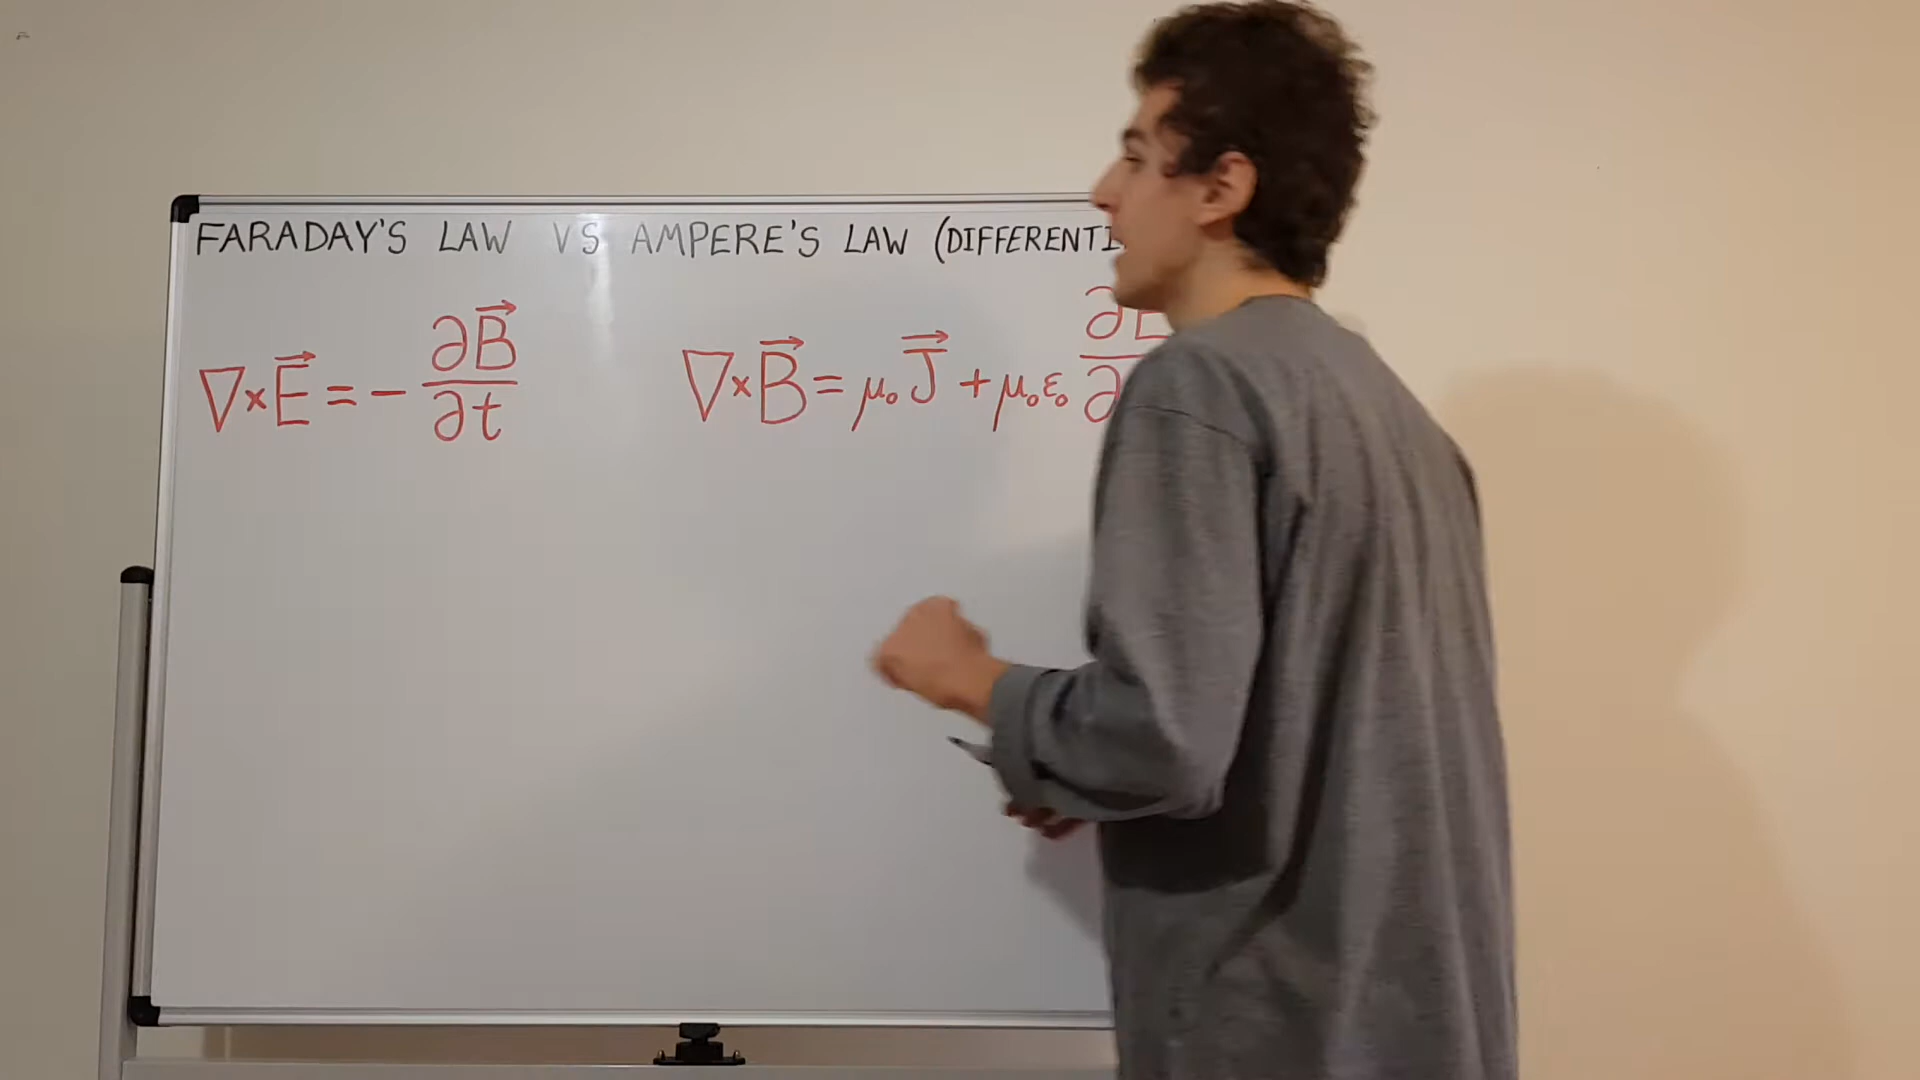 FARADAY'S LAW VS AMPERE'S LAW (DIFFERENTI
∇×E⃗ = - ∂B⃗/∂t
∇×B⃗ = μ₀J⃗ + μ₀ε₀ ∂E/∂